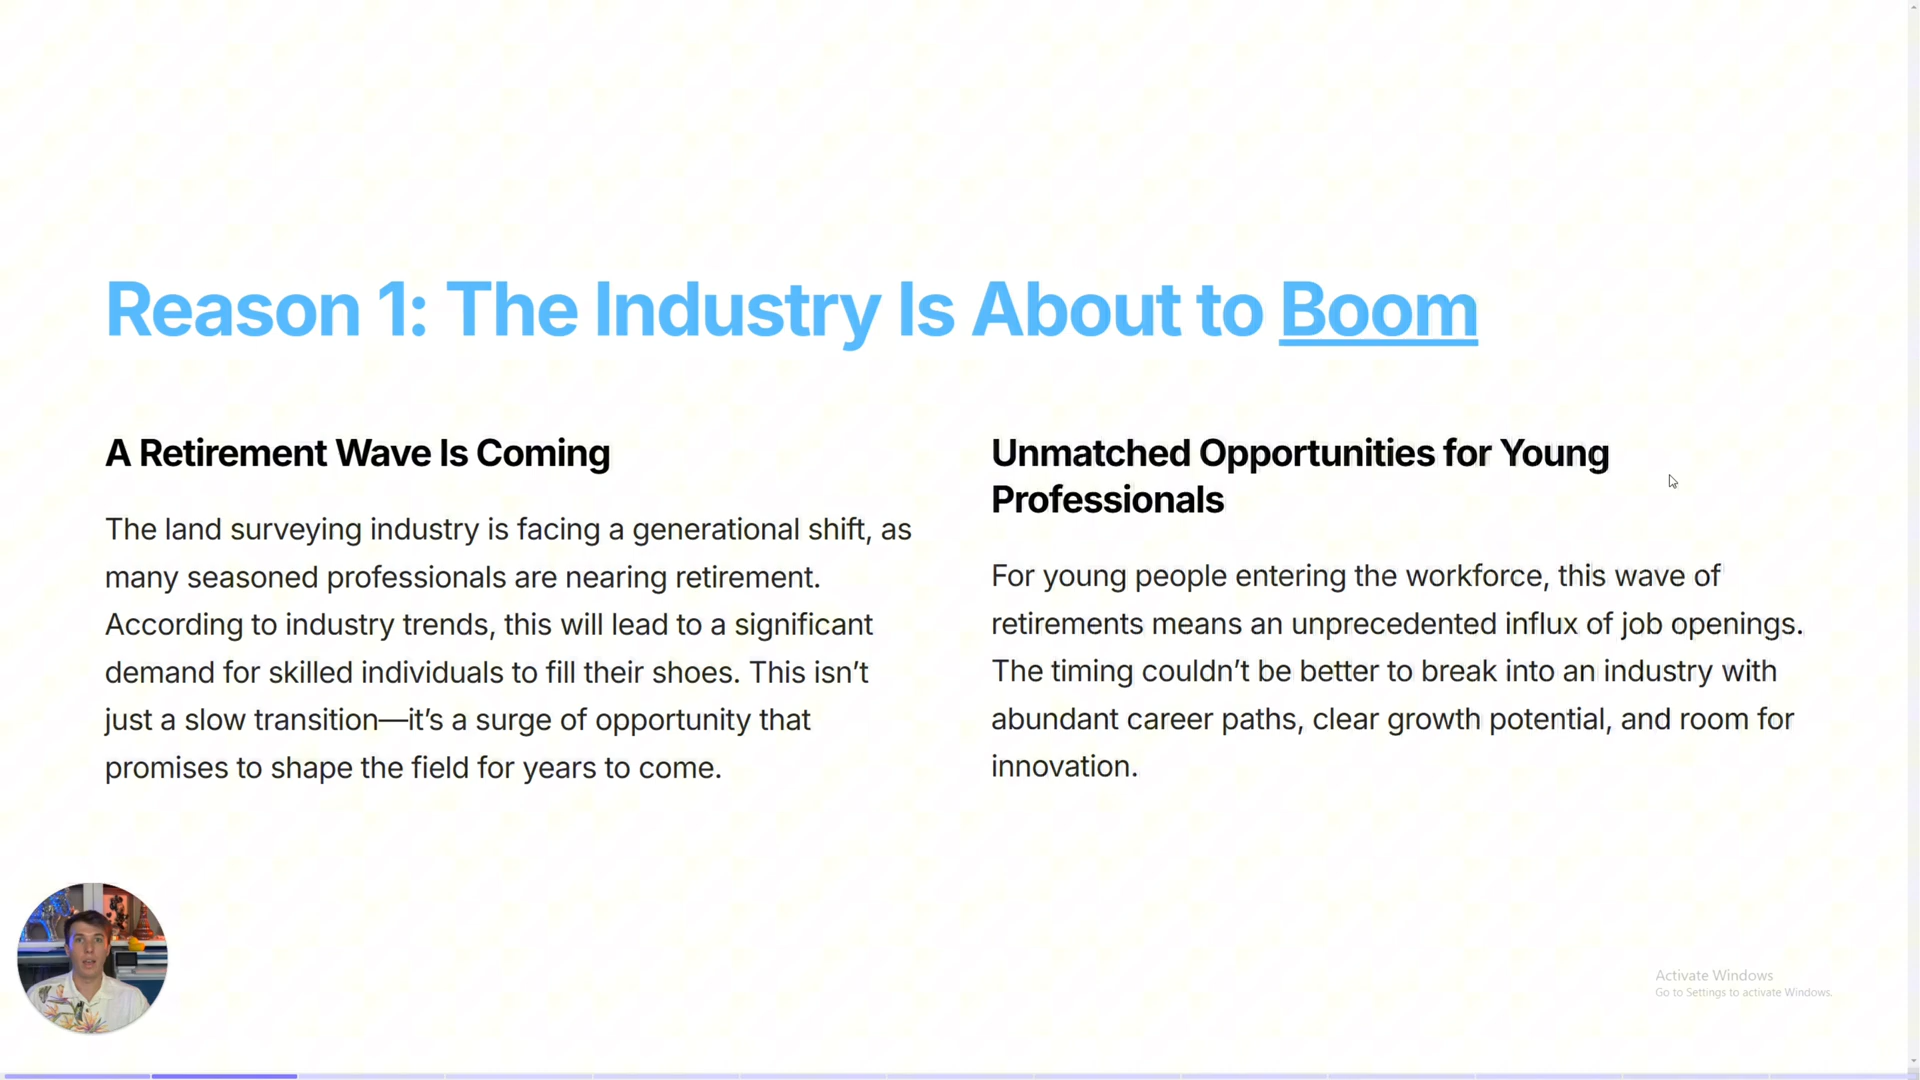 Reason 1: The Industry Is About to Boom
A Retirement Wave Is Coming
The land surveying industry is facing a generational shift, as
many seasoned professionals are nearing retirement.
According to industry trends, this will lead to a significant
demand for skilled individuals to fill their shoes. This isn’t
just a slow transition—it’s a surge of opportunity that
promises to shape the field for years to come.
Unmatched Opportunities for Young
Professionals
For young people entering the workforce, this wave of
retirements means an unprecedented influx of job openings.
The timing couldn’t be better to break into an industry with
abundant career paths, clear growth potential, and room for
innovation.
Activate Windows
Go to Settings to activate Windows.